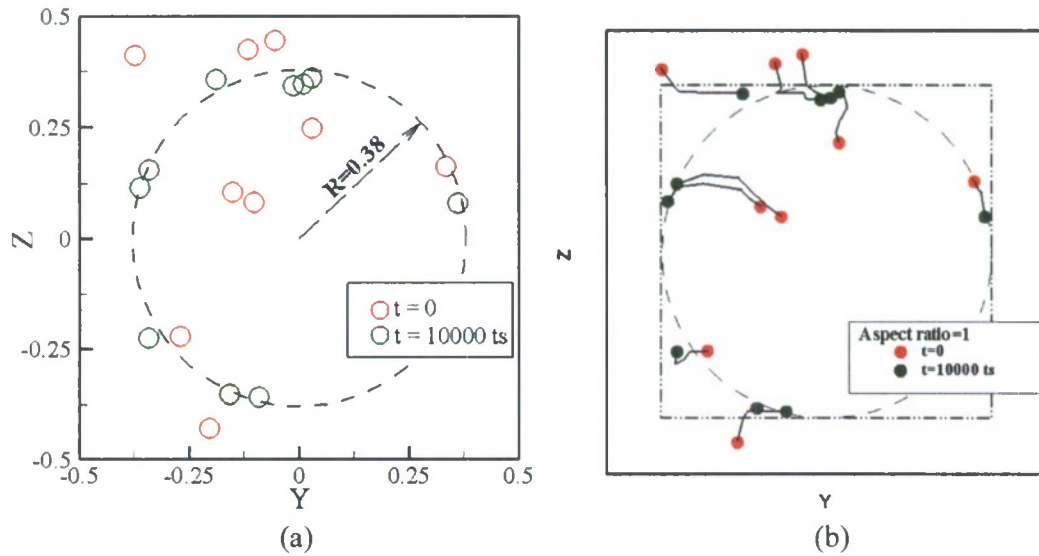 0.5
0.25
0
-0.25
-0.5
Z
R=0.38
t = 0
t = 10000 ts
-0.5
-0.25
0
0.25
0.5
Y
(a)
Z
Aspect ratio=1
t=0
t=10000 ts
Y
(b)